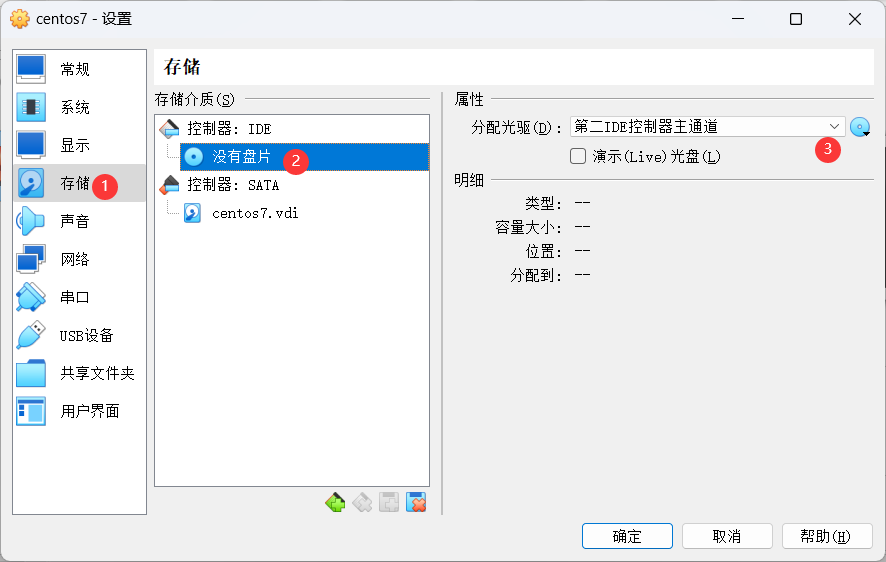 centos7 - 设置
常规
系统
显示
存储 1
声音
网络
串口
USB设备
共享文件夹
用户界面
存储
存储介质(S)
控制器: IDE
没有盘片 2
控制器: SATA
centos7.vdi
属性
分配光驱(D): 第二IDE控制器主通道
3
演示(Live)光盘(L)
明细
类型: --
容量大小: --
位置: --
分配到: --
确定
取消
帮助(H)